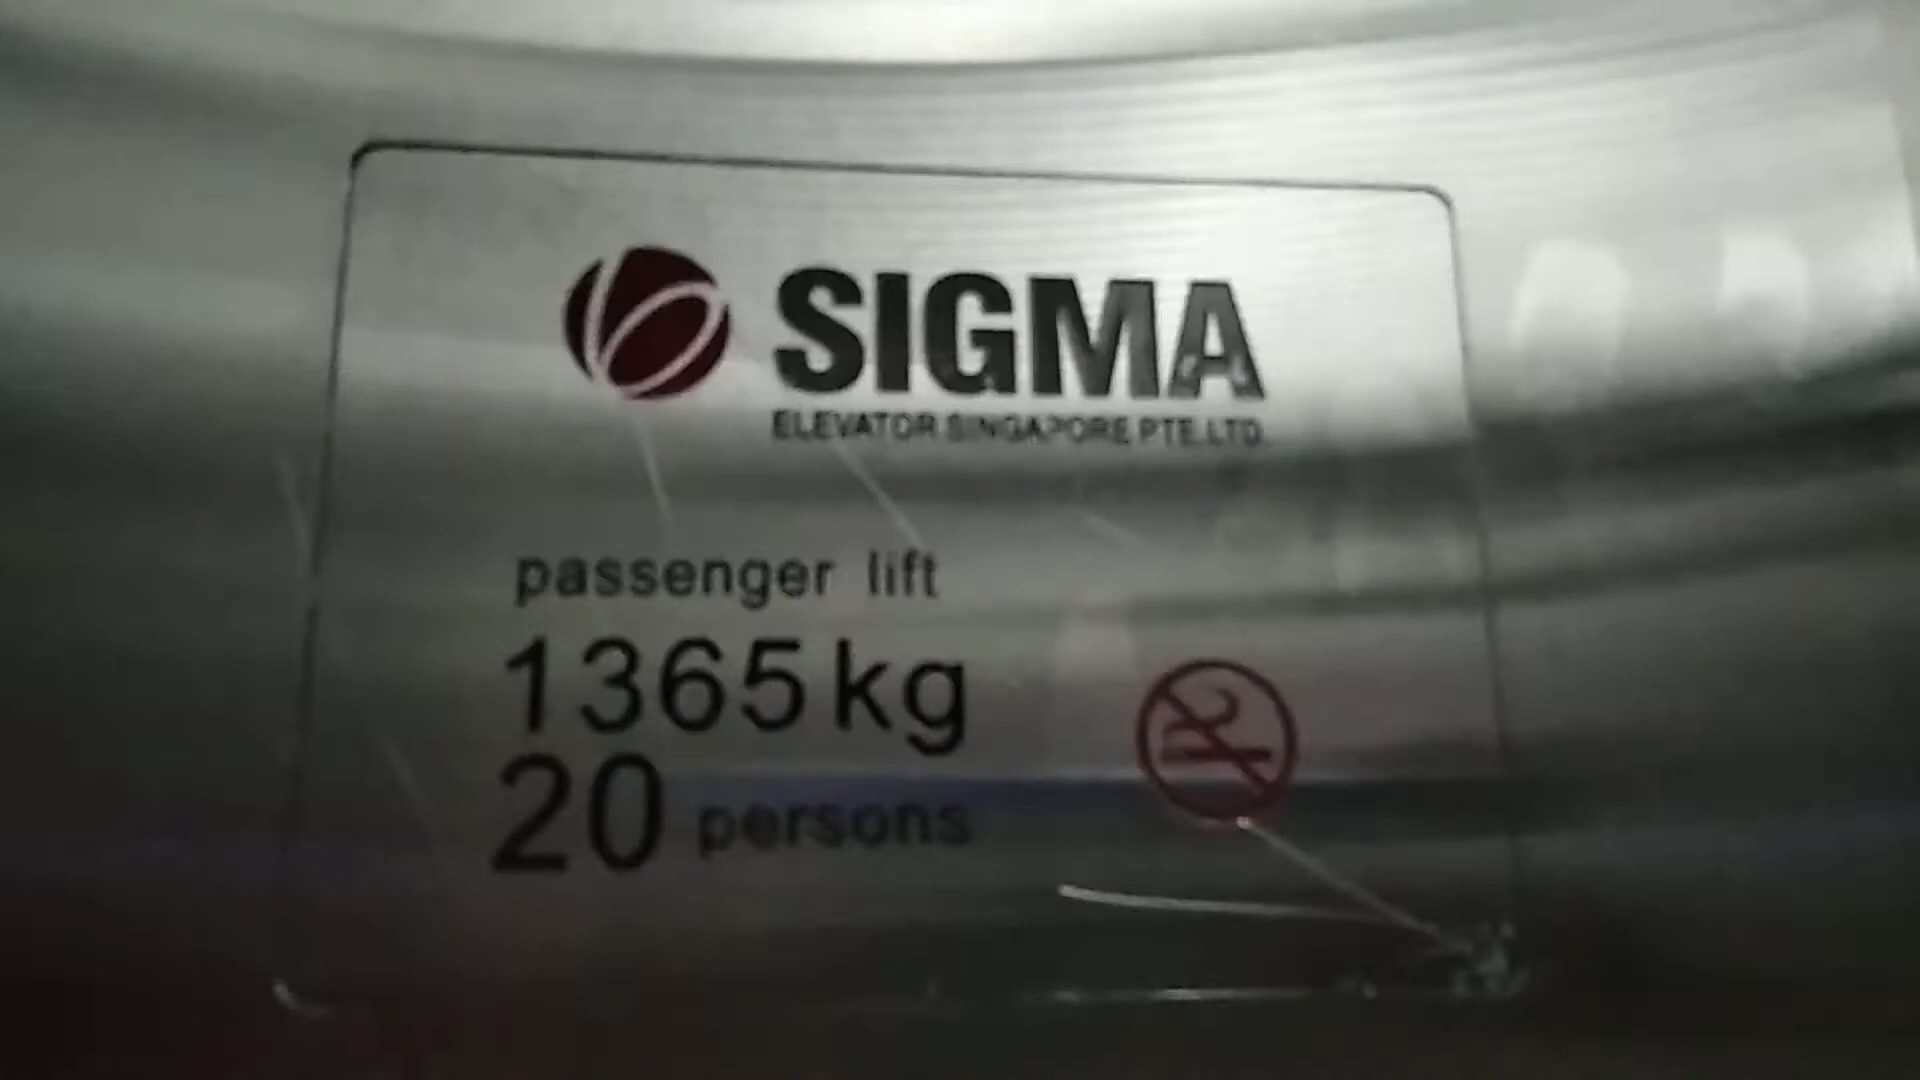 SIGMA
ELEVATOR SINGAPORE PTE.LTD.
passenger lift
1365kg
20 persons